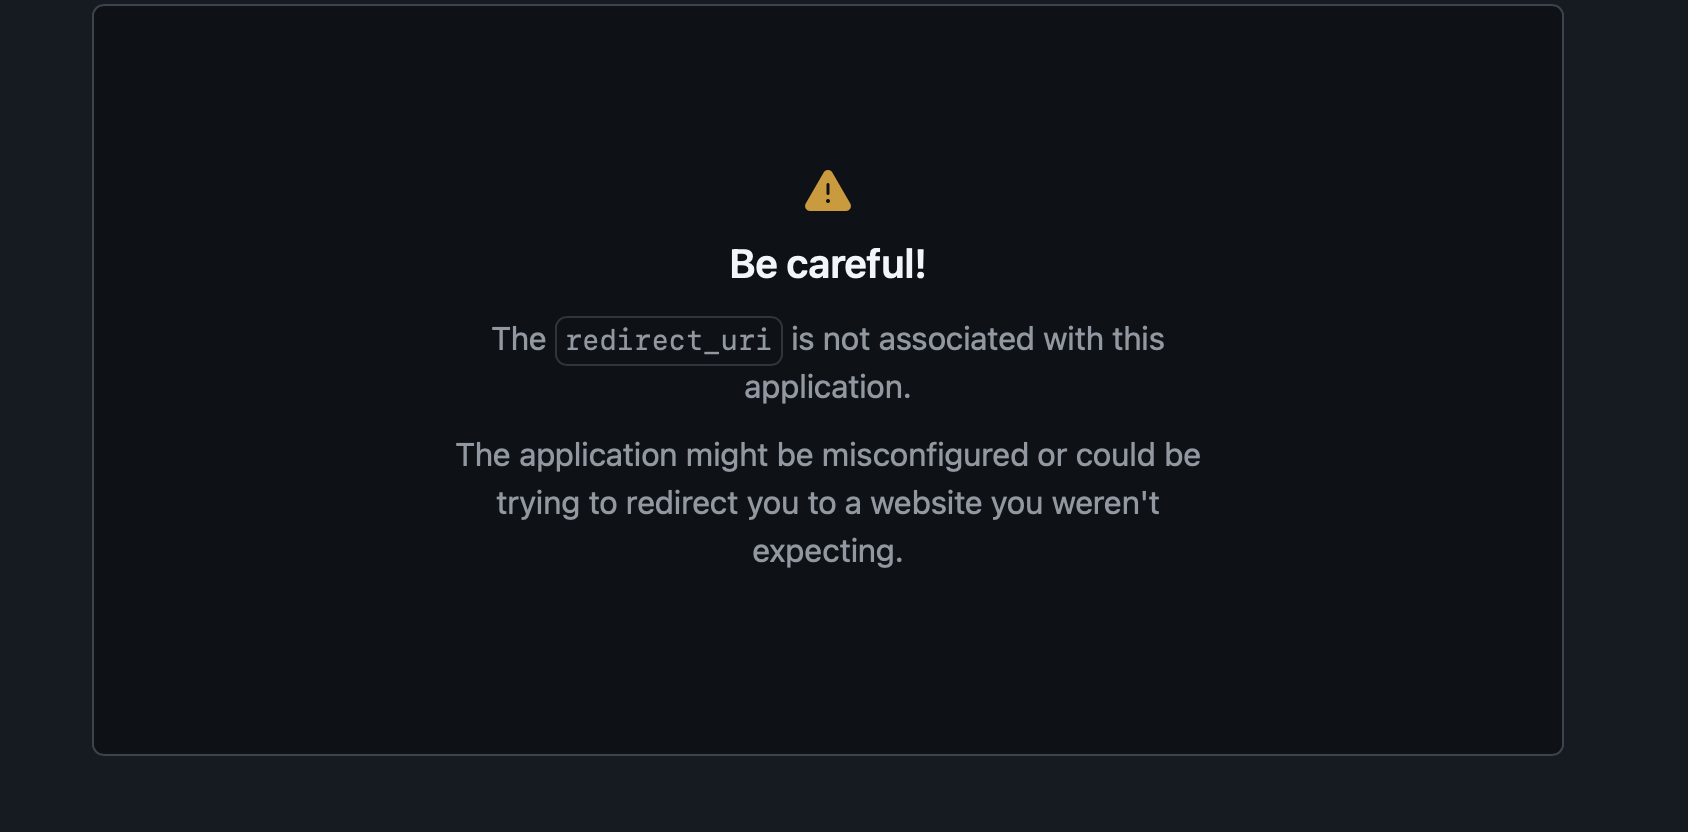 Be careful!
The redirect_uri is not associated with this
application.
The application might be misconfigured or could be
trying to redirect you to a website you weren't
expecting.